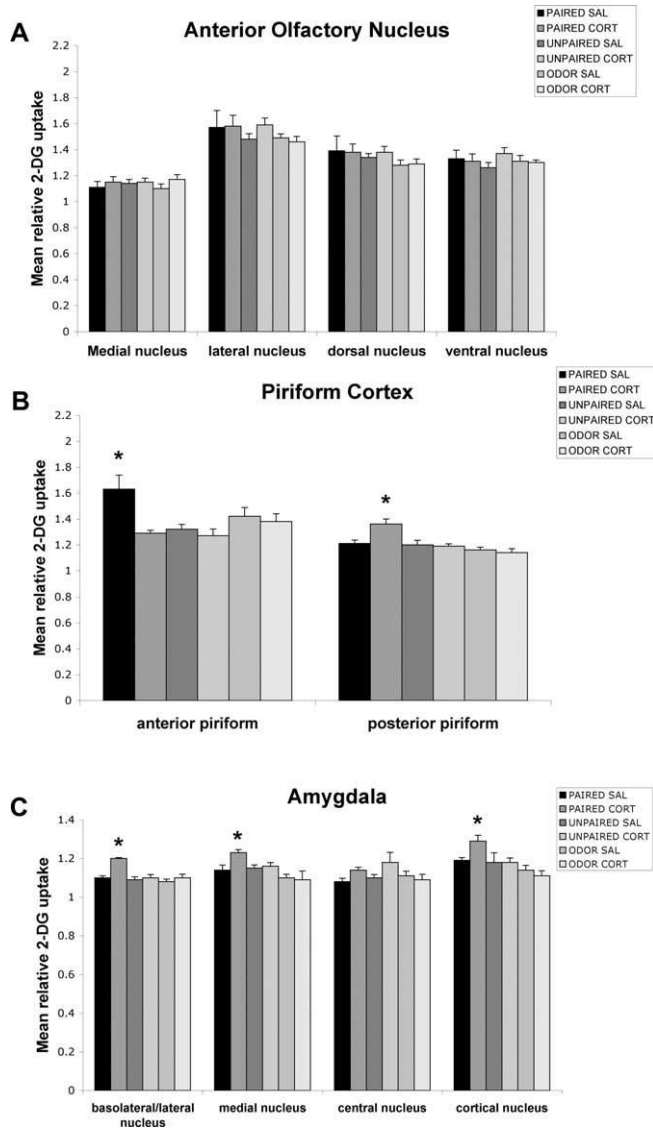 A
Anterior Olfactory Nucleus
PAIRED SAL
PAIRED CORT
UNPAIRED SAL
UNPAIRED CORT
ODOR SAL
ODOR CORT
Mean relative 2-DG uptake
2.2
2
1.8
1.6
1.4
1.2
1
0.8
0.6
0.4
0.2
0
Medial nucleus lateral nucleus dorsal nucleus ventral nucleus
B
Piriform Cortex
PAIRED SAL
PAIRED CORT
UNPAIRED SAL
UNPAIRED CORT
ODOR SAL
ODOR CORT
Mean relative 2-DG uptake
2.2
2
1.8
1.6
1.4
1.2
1
0.8
0.6
0.4
0.2
0
* *
anterior piriform posterior piriform
C
Amygdala
PAIRED SAL
PAIRED CORT
UNPAIRED SAL
UNPAIRED CORT
ODOR SAL
ODOR CORT
Mean relative 2-DG uptake
1.4
1.2
1
0.8
0.6
0.4
0.2
0
* * *
basolateral/lateral nucleus medial nucleus central nucleus cortical nucleus